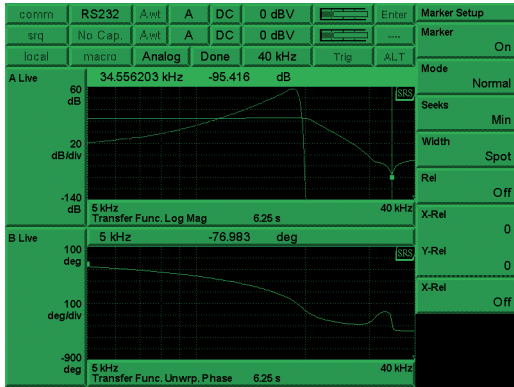 comm RS232 A.wt A DC 0 dBV Enter Marker Setup
srq No Cap. A.wt A DC 0 dBV ---- Marker
On
local macro Analog Done 40 kHz Trig ALT
Mode
Normal
A Live 34.556203 kHz -95.416 dB
60
dB
SRS
Seeks
Min
20
dB/div
Width
Spot
Rel
Off
-140
dB
5 kHz 40 kHz
Transfer Func. Log Mag 6.25 s
X-Rel
0
B Live 5 kHz -76.983 deg
100
deg
SRS
Y-Rel
0
X-Rel
Off
100
deg/div
-900
deg
5 kHz 40 kHz
Transfer Func. Unwrp. Phase 6.25 s